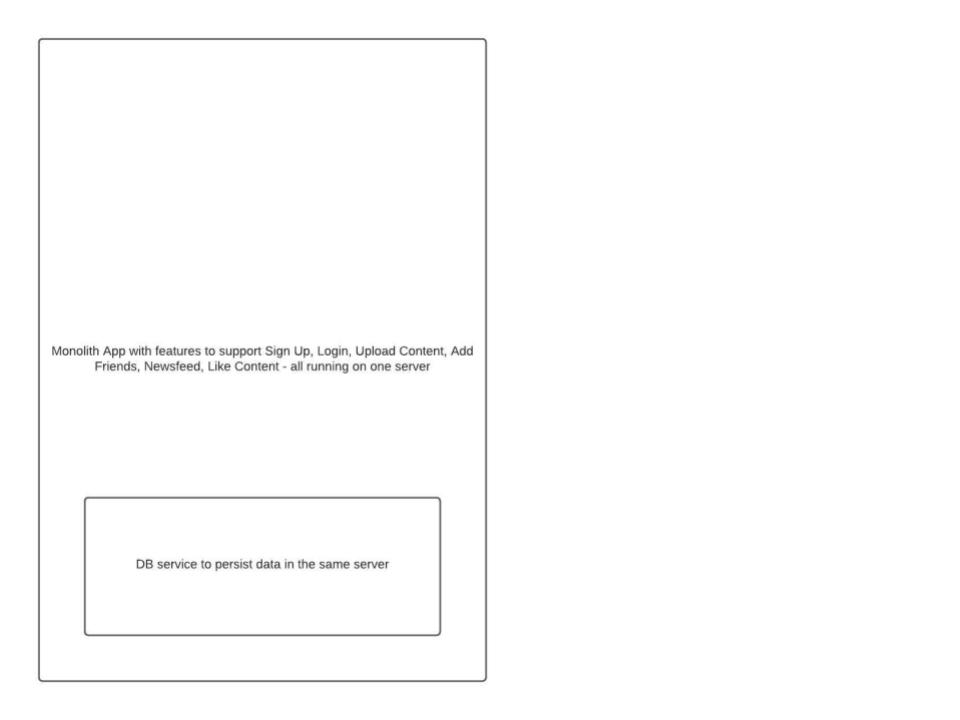 Monolith App with features to support Sign Up, Login, Upload Content, Add
Friends, Newsfeed, Like Content - all running on one server
DB service to persist data in the same server